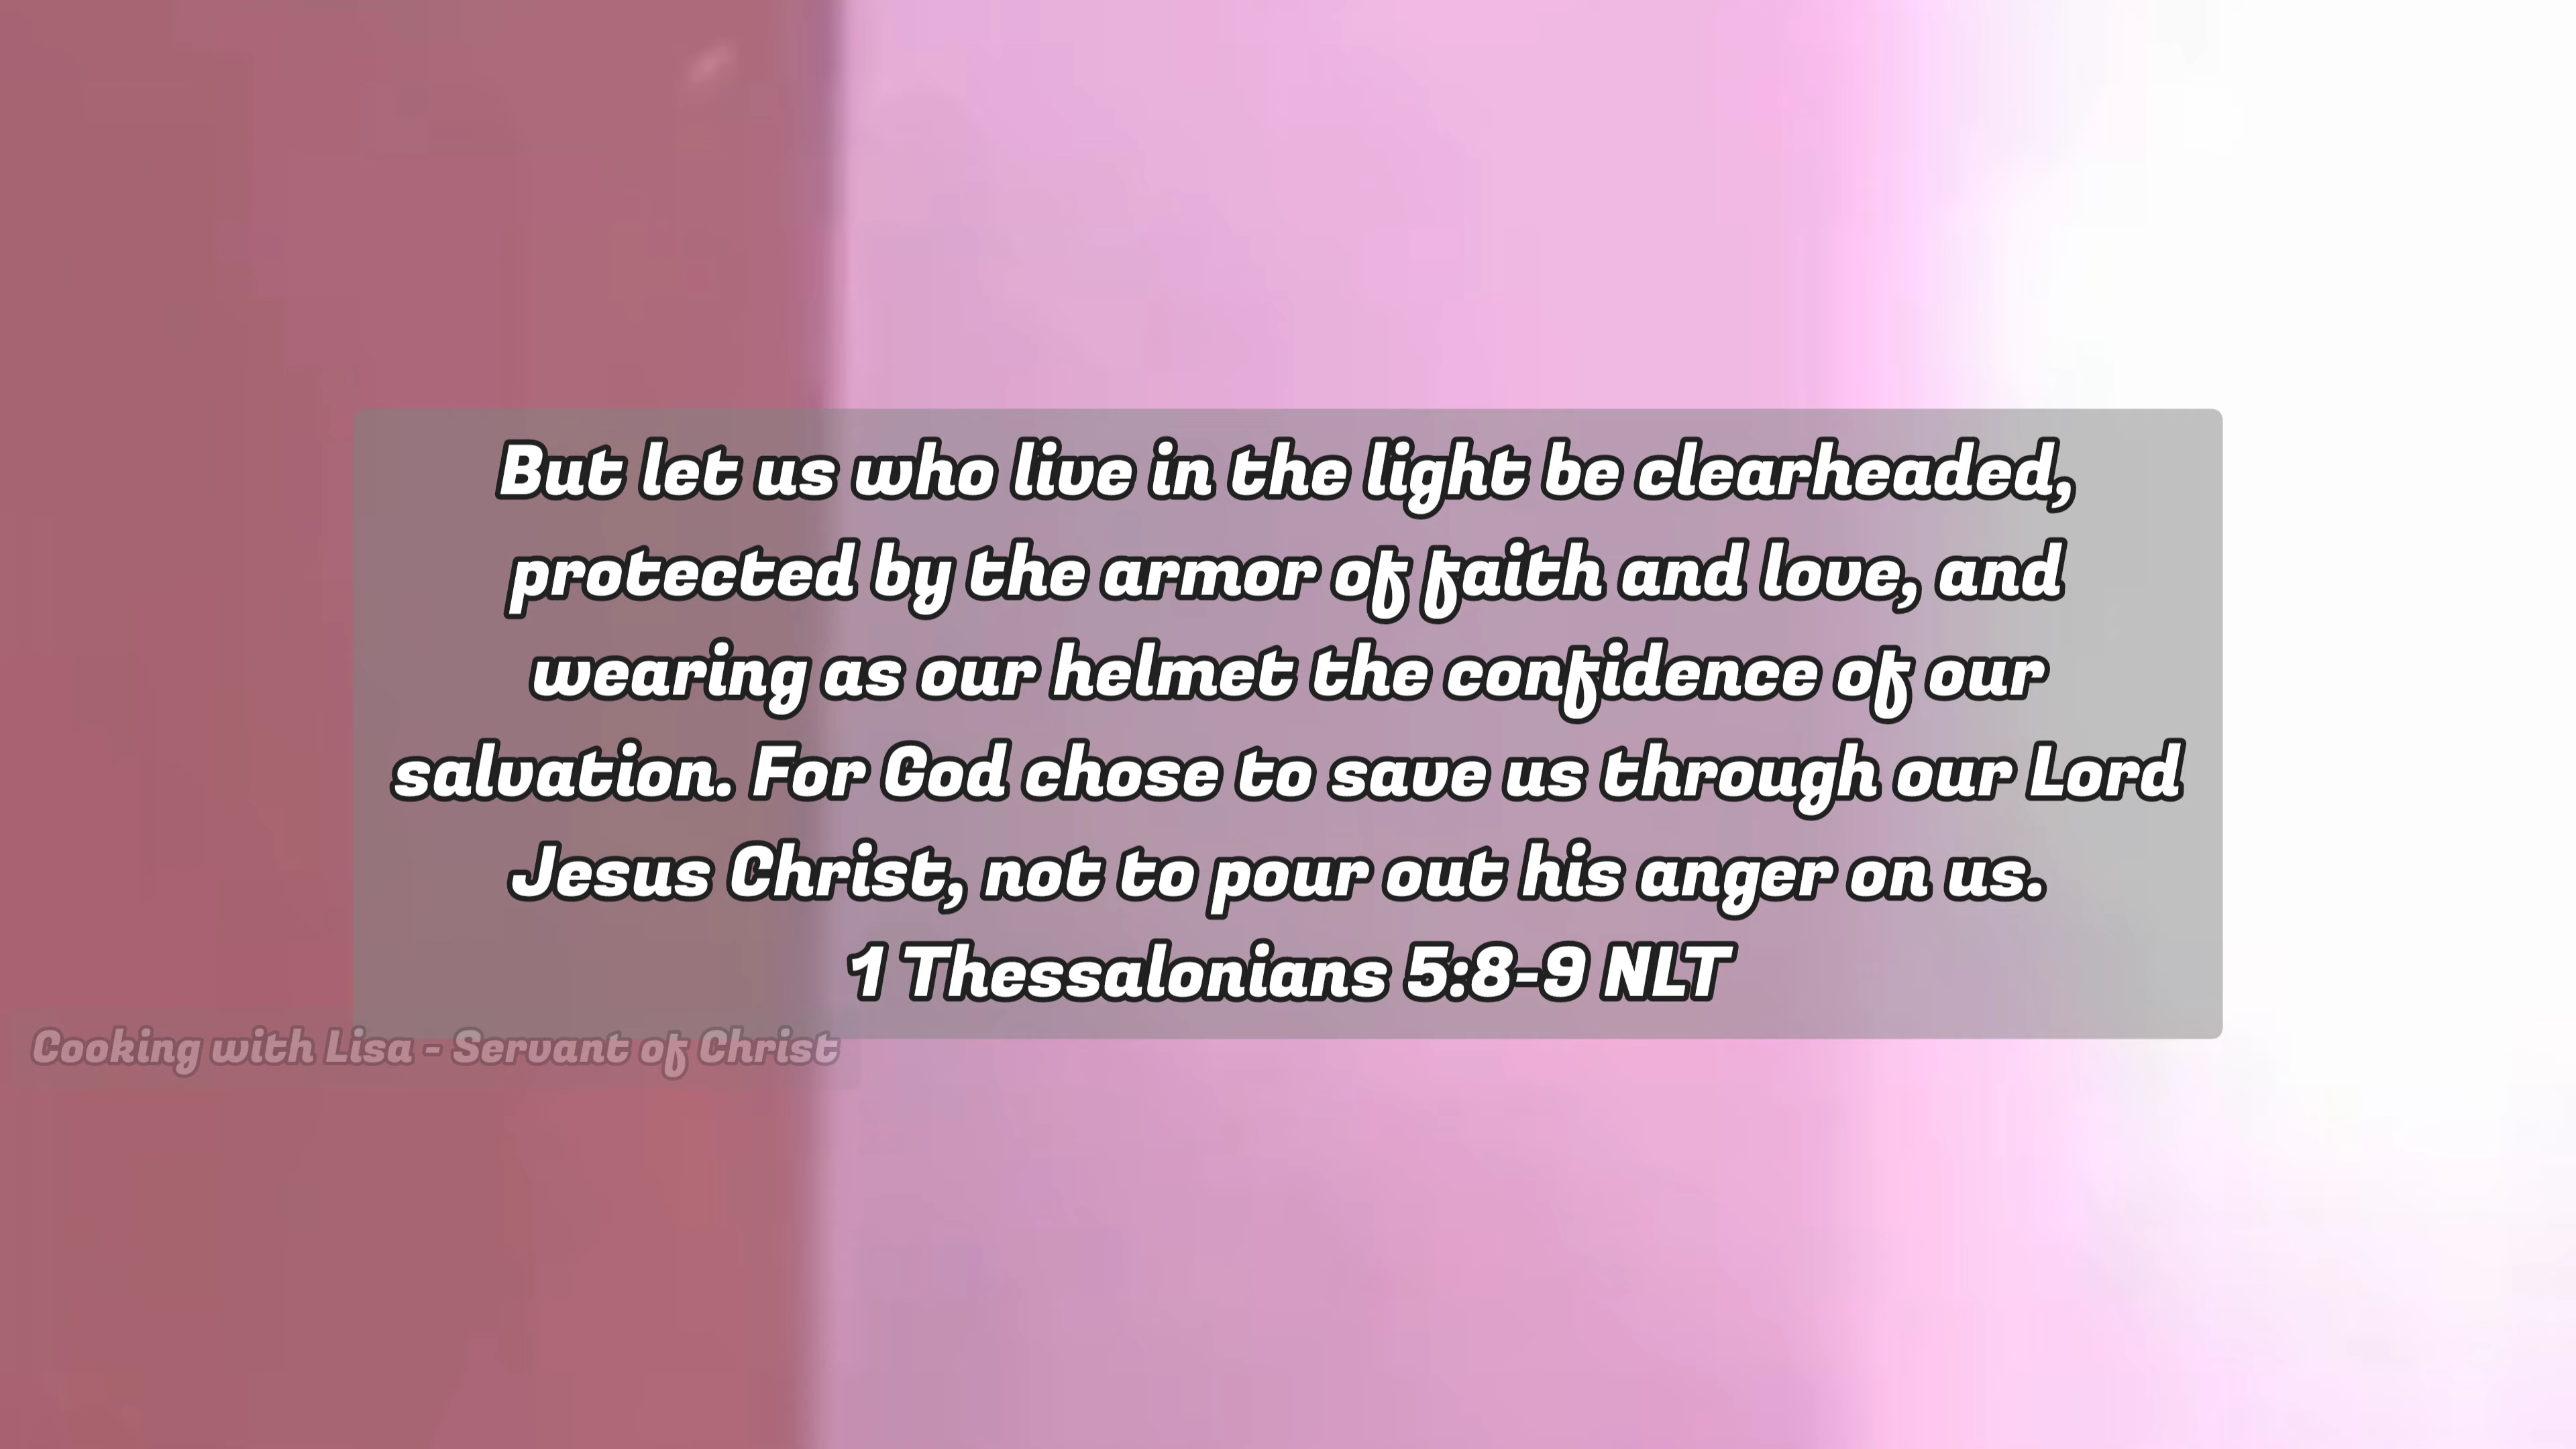 But let us who live in the light be clearheaded,
protected by the armor of faith and love, and
wearing as our helmet the confidence of our
salvation. For God chose to save us through our Lord
Jesus Christ, not to pour out his anger on us.
1 Thessalonians 5:8-9 NLT
Cooking with Lisa - Servant of Christ